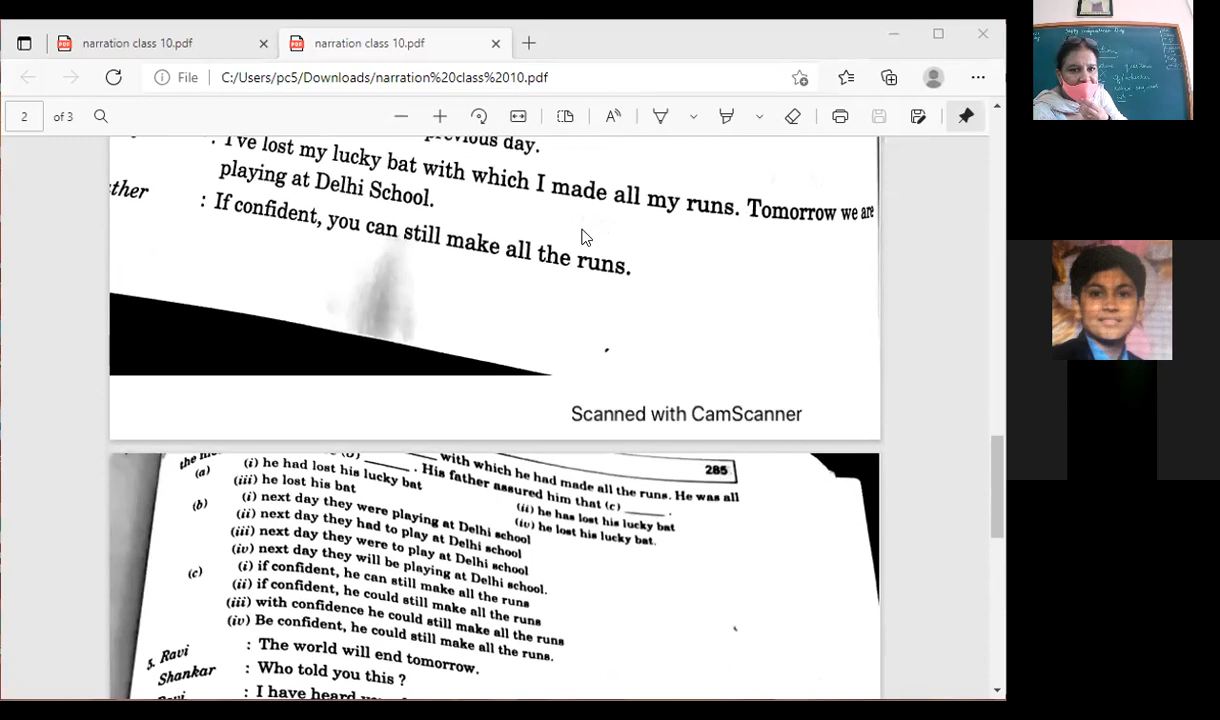 narration class 10.pdf
narration class 10.pdf
File C:/Users/pc5/Downloads/narration%20class%2010.pdf
2 of 3
previous day.
: I've lost my lucky bat with which I made all my runs. Tomorrow we are
playing at Delhi School.
ther : If confident, you can still make all the runs.
Scanned with CamScanner
285
with which he had made all the runs. He was all
. His father assured him that (c) .
(a) (i) he had lost his lucky bat (ii) he has lost his lucky bat
(iii) he lost his bat (iv) he lost his lucky bat.
(b) (i) next day they were playing at Delhi school
(ii) next day they had to play at Delhi school
(iii) next day they were to play at Delhi school
(iv) next day they will be playing at Delhi school.
(c) (i) if confident, he can still make all the runs
(ii) if confident, he could still make all the runs
(iii) with confidence he could still make all the runs
(iv) Be confident, he could still make all the runs.
5. Ravi : The world will end tomorrow.
Shankar : Who told you this ?
Ravi : I have heard